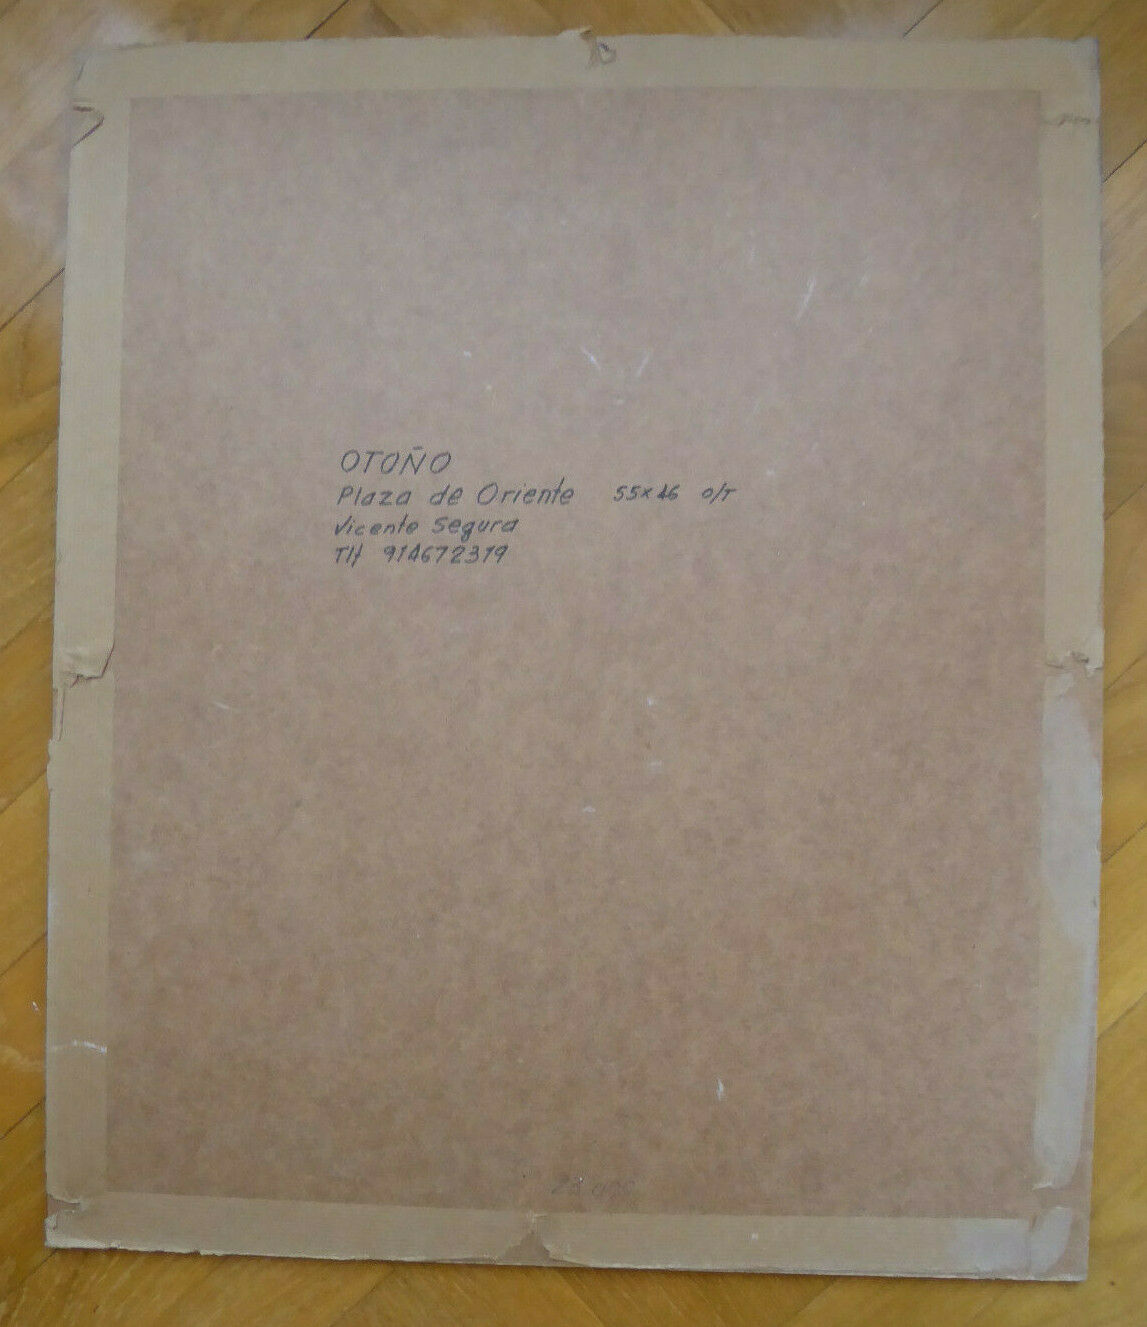 OTOÑO
Plaza de Oriente 55x46 o/T
Vicente Segura
Tlf 914672319